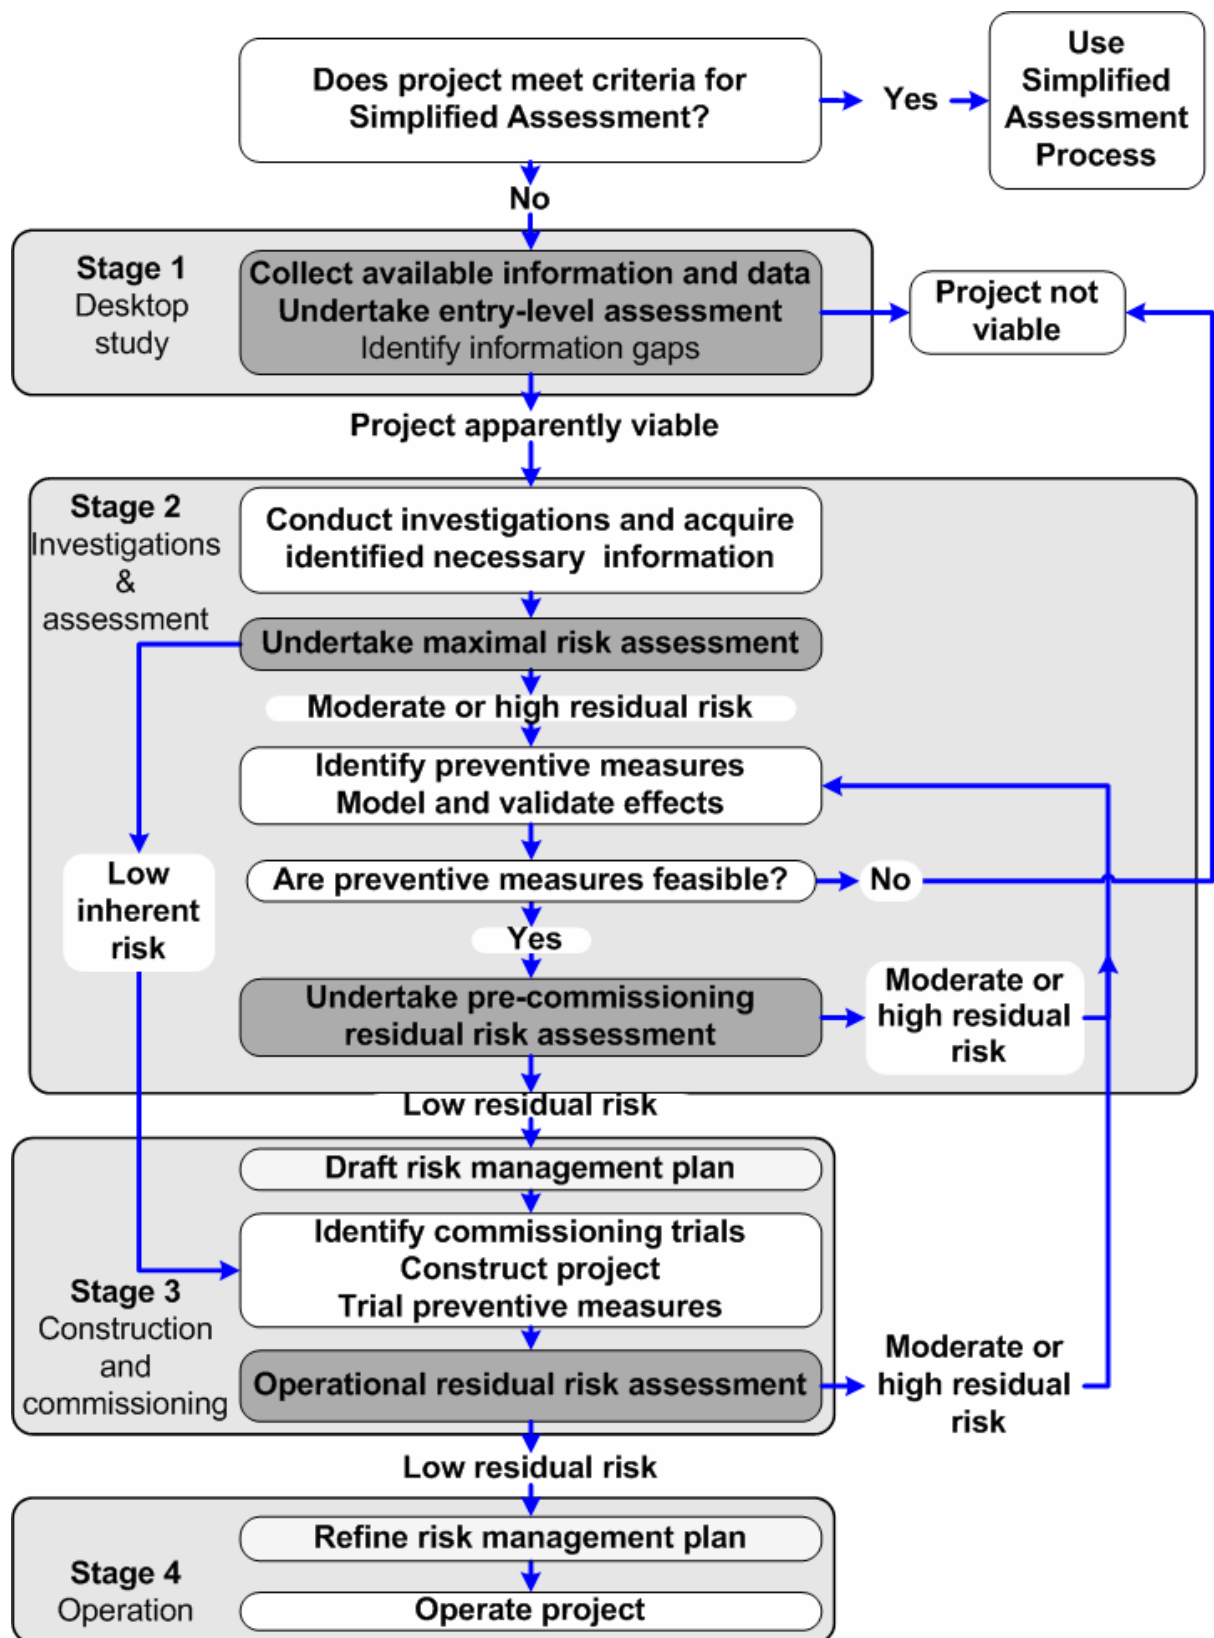 Does project meet criteria for
Simplified Assessment?
Yes
Use
Simplified
Assessment
Process
No
Stage 1
Desktop
study
Collect available information and data
Undertake entry-level assessment
Identify information gaps
Project not
viable
Project apparently viable
Stage 2
Investigations
&
assessment
Conduct investigations and acquire
identified necessary information
Undertake maximal risk assessment
Moderate or high residual risk
Identify preventive measures
Model and validate effects
Low
inherent
risk
Are preventive measures feasible?
No
Yes
Undertake pre-commissioning
residual risk assessment
Moderate or
high residual
risk
Low residual risk
Stage 3
Construction
and
commissioning
Draft risk management plan
Identify commissioning trials
Construct project
Trial preventive measures
Operational residual risk assessment
Moderate or
high residual
risk
Low residual risk
Stage 4
Operation
Refine risk management plan
Operate project